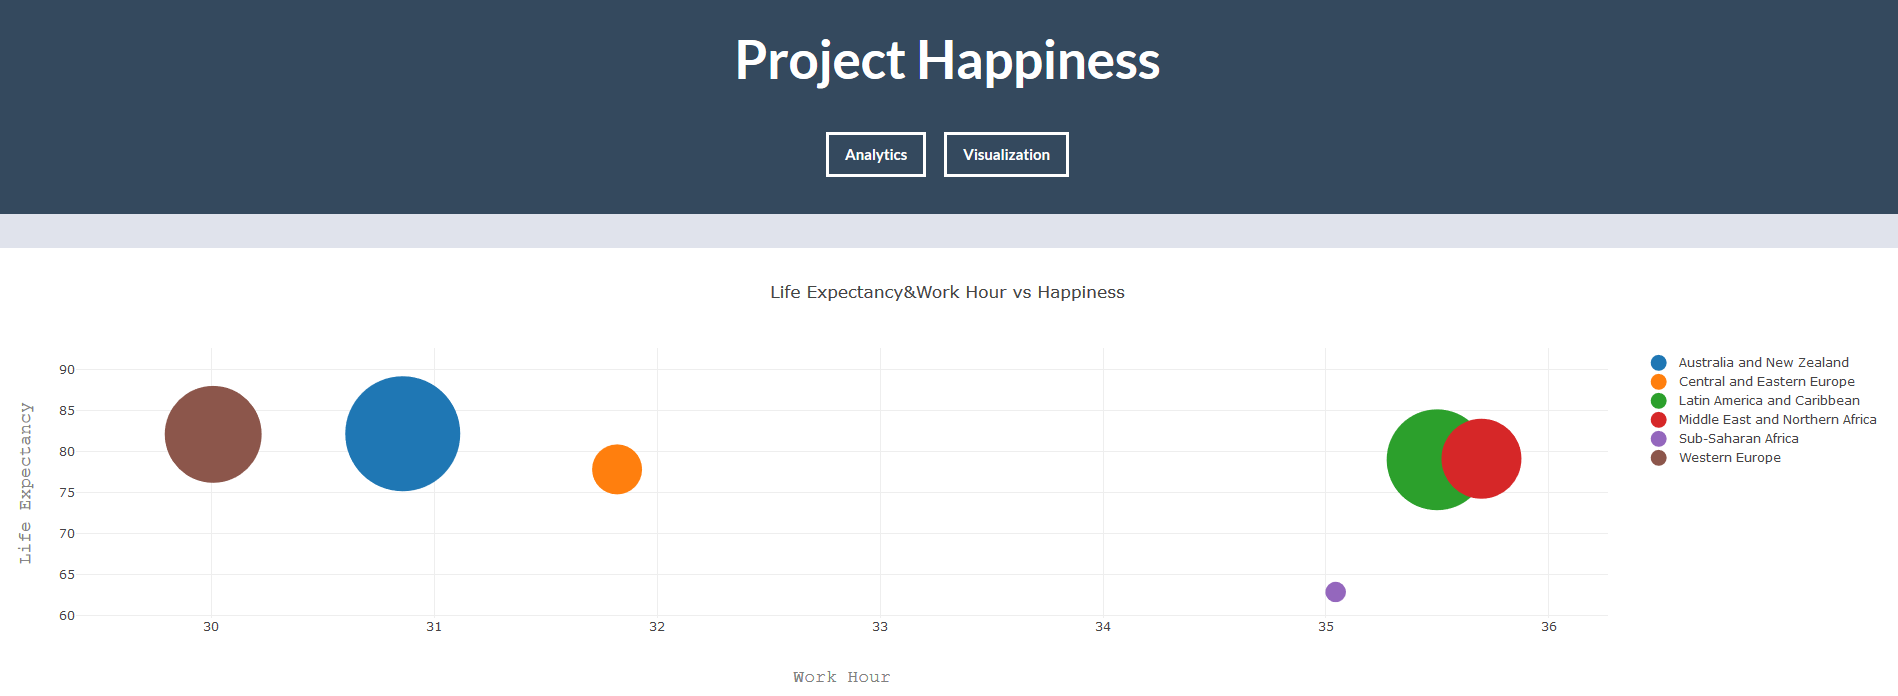 Project Happiness
Analytics
Visualization
Life Expectancy&Work Hour vs Happiness
Life Expectancy
90
85
80
75
70
65
60
30
31
32
33
34
35
36
Work Hour
Australia and New Zealand
Central and Eastern Europe
Latin America and Caribbean
Middle East and Northern Africa
Sub-Saharan Africa
Western Europe